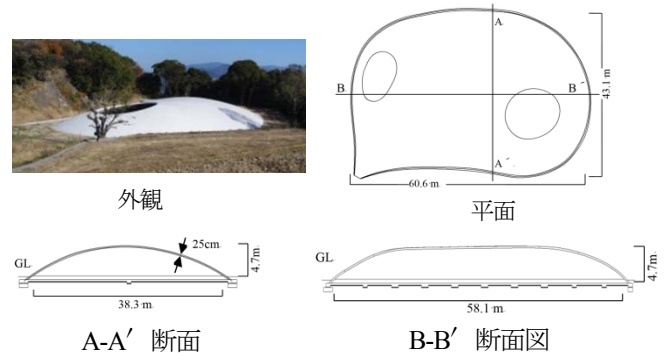 A
B
B´
A´
43.1 m
60.6 m
外観
平面
GL
25cm
4.7m
38.3 m
A-A′ 断面
GL
4.7m
58.1 m
B-B′ 断面図